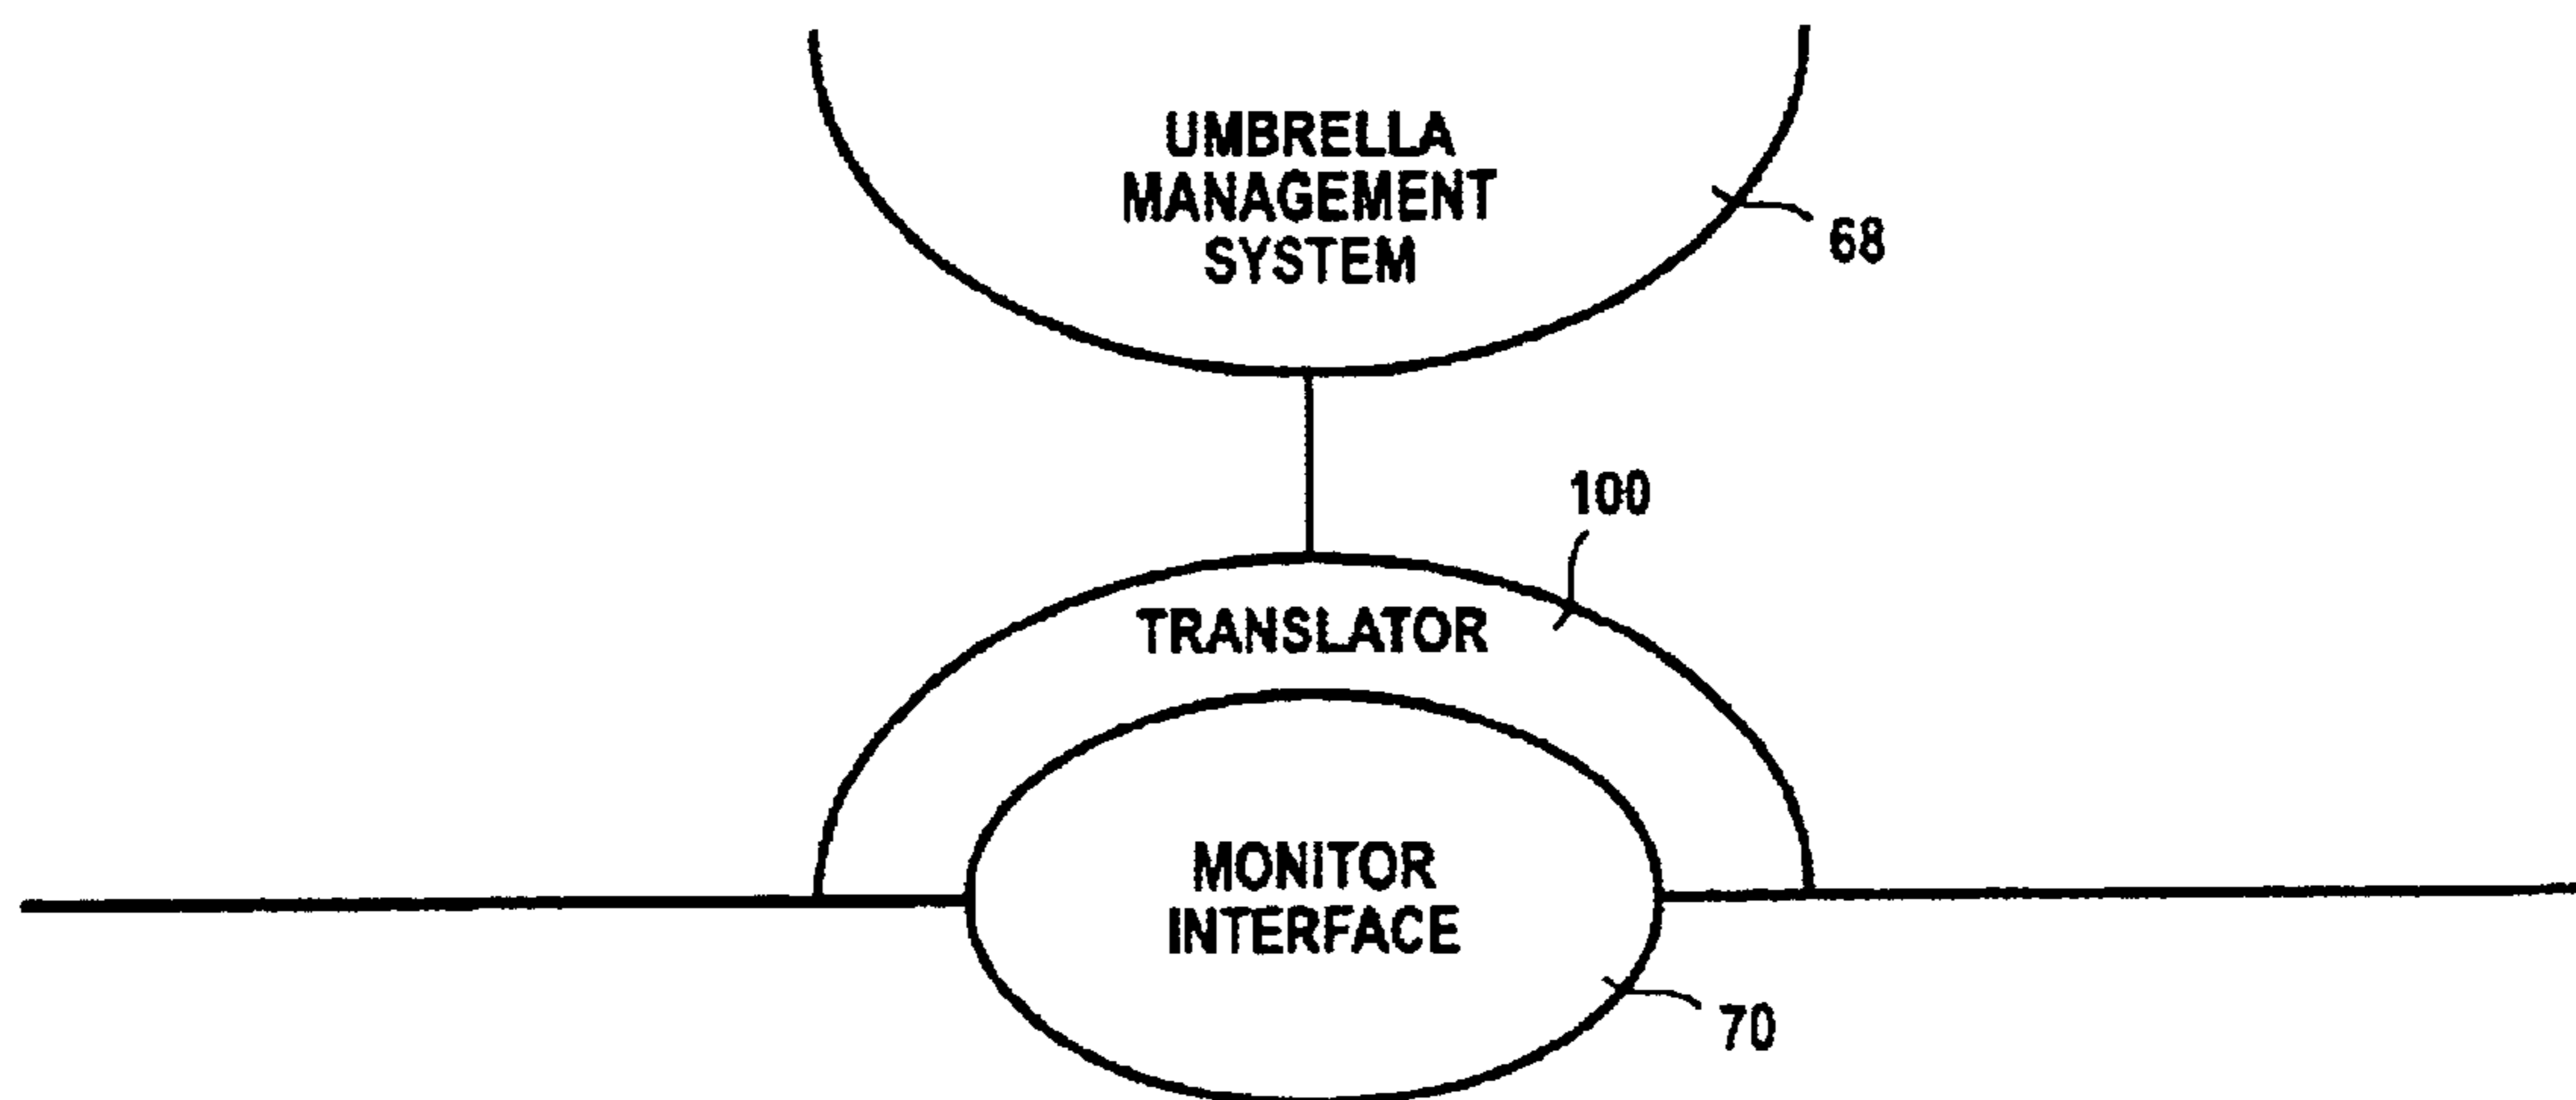 UMBRELLA
MANAGEMENT
SYSTEM
68
100
TRANSLATOR
MONITOR
INTERFACE
70